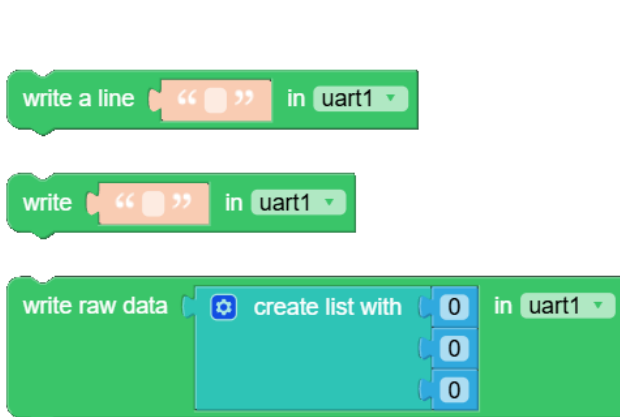 write a line “ ” in uart1
write “ ” in uart1
write raw data create list with 0 in uart1
0
0